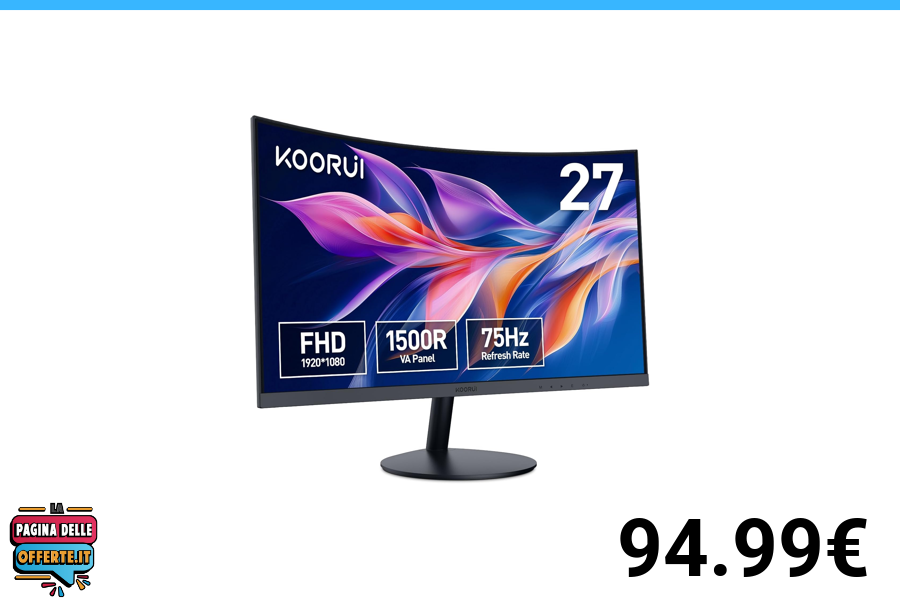 KOORUI
27
FHD
1920*1080
1500R
VA Panel
75Hz
Refresh Rate
KOORUI
LA
PAGINA DELLE
OFFERTE.IT
94.99€